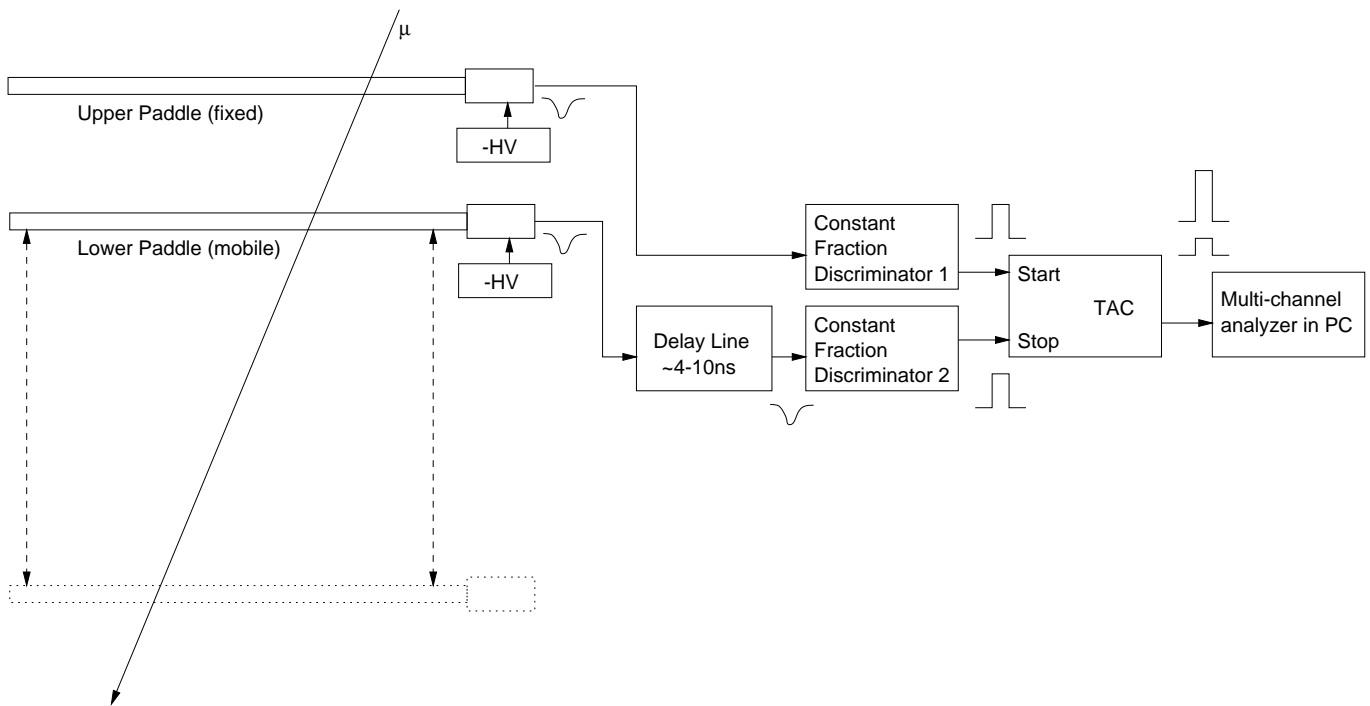 μ
Upper Paddle (fixed)
-HV
Lower Paddle (mobile)
-HV
Constant
Fraction
Discriminator 1
Delay Line
~4-10ns
Constant
Fraction
Discriminator 2
Start
TAC
Stop
Multi-channel
analyzer in PC